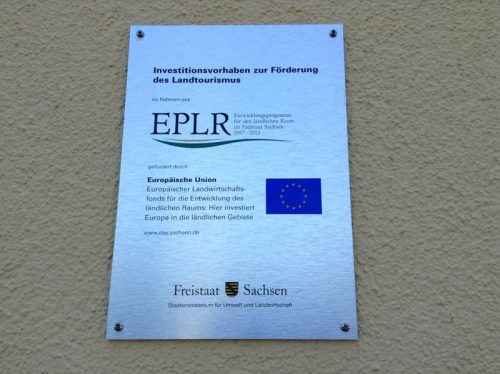 Investitionsvorhaben zur Förderung
des Landtourismus
im Rahmen des
EPLR
Entwicklungsprogramm
für den ländlichen Raum
im Freistaat Sachsen
2007 - 2013
gefördert durch
Europäische Union
Europäischer Landwirtschafts-
fonds für die Entwicklung des
ländlichen Raums: Hier investiert
Europa in die ländlichen Gebiete
www.eler.sachsen.de
Freistaat Sachsen
Staatsministerium für Umwelt und Landwirtschaft